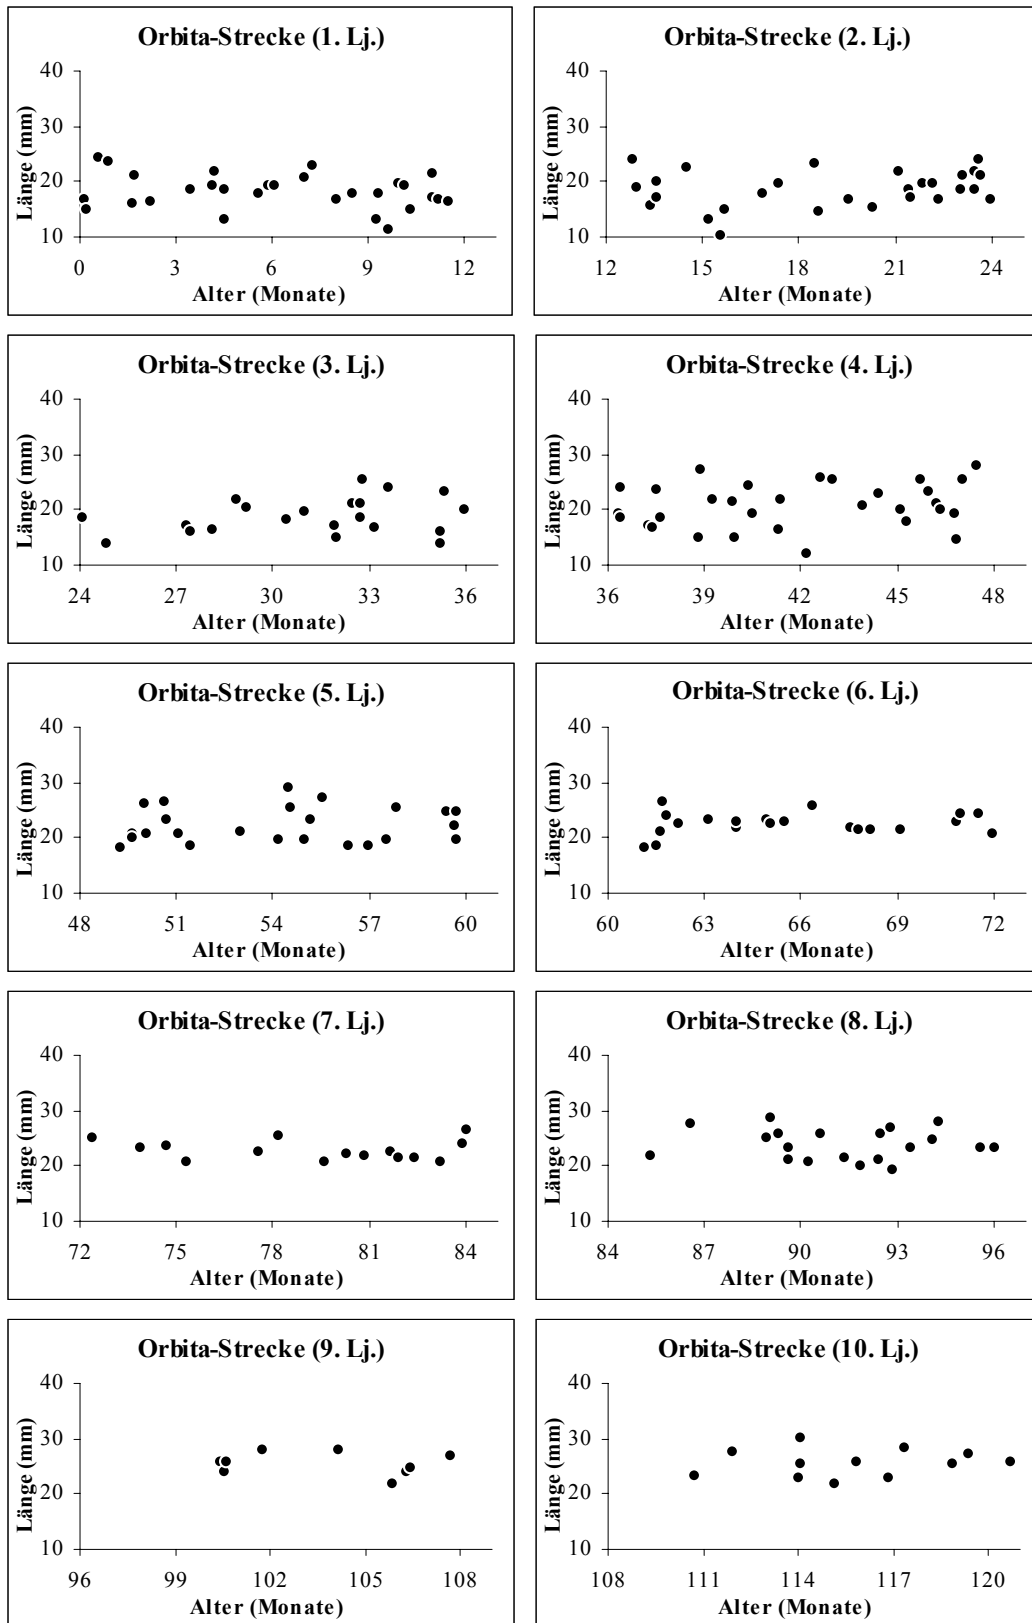 Orbita-Strecke (1. Lj.)
40
30
20
10
Länge (mm)
0 3 6 9 12
Alter (Monate)
Orbita-Strecke (2. Lj.)
40
30
20
10
Länge (mm)
12 15 18 21 24
Alter (Monate)
Orbita-Strecke (3. Lj.)
40
30
20
10
Länge (mm)
24 27 30 33 36
Alter (Monate)
Orbita-Strecke (4. Lj.)
40
30
20
10
Länge (mm)
36 39 42 45 48
Alter (Monate)
Orbita-Strecke (5. Lj.)
40
30
20
10
Länge (mm)
48 51 54 57 60
Alter (Monate)
Orbita-Strecke (6. Lj.)
40
30
20
10
Länge (mm)
60 63 66 69 72
Alter (Monate)
Orbita-Strecke (7. Lj.)
40
30
20
10
Länge (mm)
72 75 78 81 84
Alter (Monate)
Orbita-Strecke (8. Lj.)
40
30
20
10
Länge (mm)
84 87 90 93 96
Alter (Monate)
Orbita-Strecke (9. Lj.)
40
30
20
10
Länge (mm)
96 99 102 105 108
Alter (Monate)
Orbita-Strecke (10. Lj.)
40
30
20
10
Länge (mm)
108 111 114 117 120
Alter (Monate)